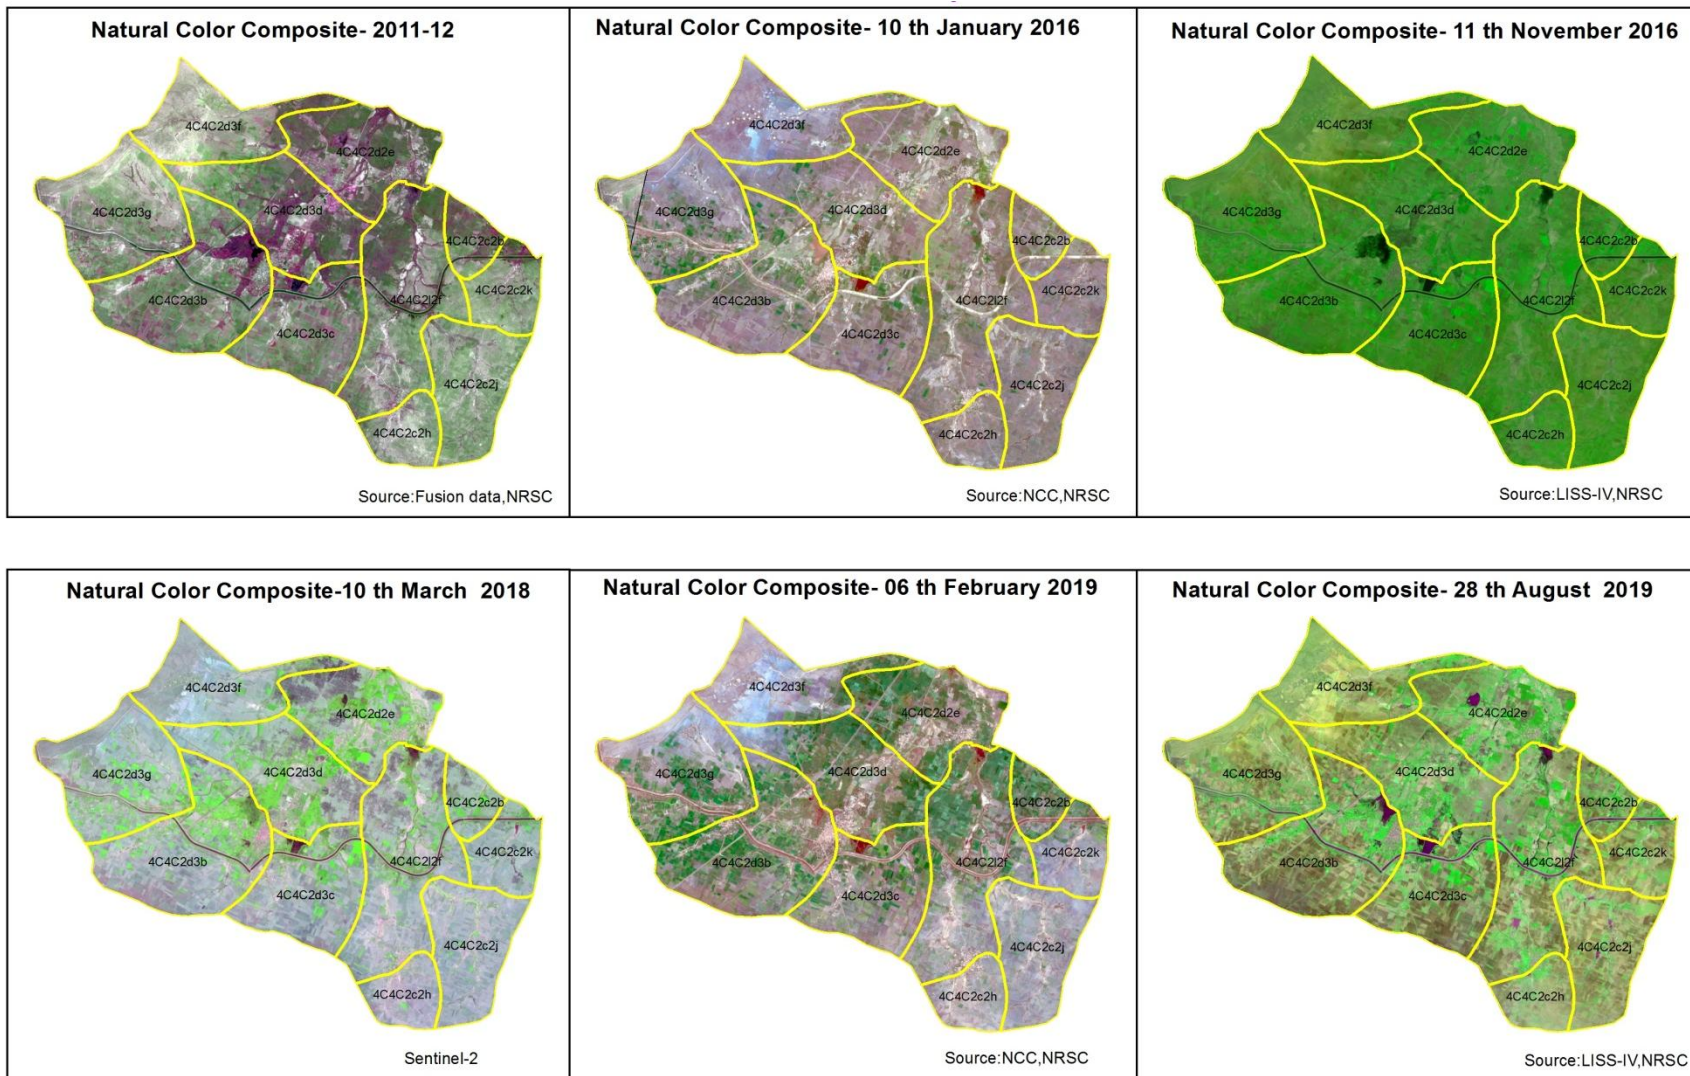 Natural Color Composite- 2011-12
4C4C2d3f
4C4C2d2e
4C4C2d3g
4C4C2d3d
4C4C2c2b
4C4C2d3b
4C4C2l2f
4C4C2c2k
4C4C2d3c
4C4C2c2j
4C4C2c2h
Source:Fusion data,NRSC
Natural Color Composite- 10 th January 2016
4C4C2d3f
4C4C2d2e
4C4C2d3g
4C4C2d3d
4C4C2c2b
4C4C2d3b
4C4C2l2f
4C4C2c2k
4C4C2d3c
4C4C2c2j
4C4C2c2h
Source:NCC,NRSC
Natural Color Composite- 11 th November 2016
4C4C2d3f
4C4C2d2e
4C4C2d3g
4C4C2d3d
4C4C2c2b
4C4C2d3b
4C4C2l2f
4C4C2c2k
4C4C2d3c
4C4C2c2j
4C4C2c2h
Source:LISS-IV,NRSC
Natural Color Composite-10 th March 2018
4C4C2d3f
4C4C2d2e
4C4C2d3g
4C4C2d3d
4C4C2c2b
4C4C2d3b
4C4C2l2f
4C4C2c2k
4C4C2d3c
4C4C2c2j
4C4C2c2h
Sentinel-2
Natural Color Composite- 06 th February 2019
4C4C2d3f
4C4C2d2e
4C4C2d3g
4C4C2d3d
4C4C2c2b
4C4C2d3b
4C4C2l2f
4C4C2c2k
4C4C2d3c
4C4C2c2j
4C4C2c2h
Source:NCC,NRSC
Natural Color Composite- 28 th August 2019
4C4C2d3f
4C4C2d2e
4C4C2d3g
4C4C2d3d
4C4C2c2b
4C4C2d3b
4C4C2l2f
4C4C2c2k
4C4C2d3c
4C4C2c2j
4C4C2c2h
Source:LISS-IV,NRSC